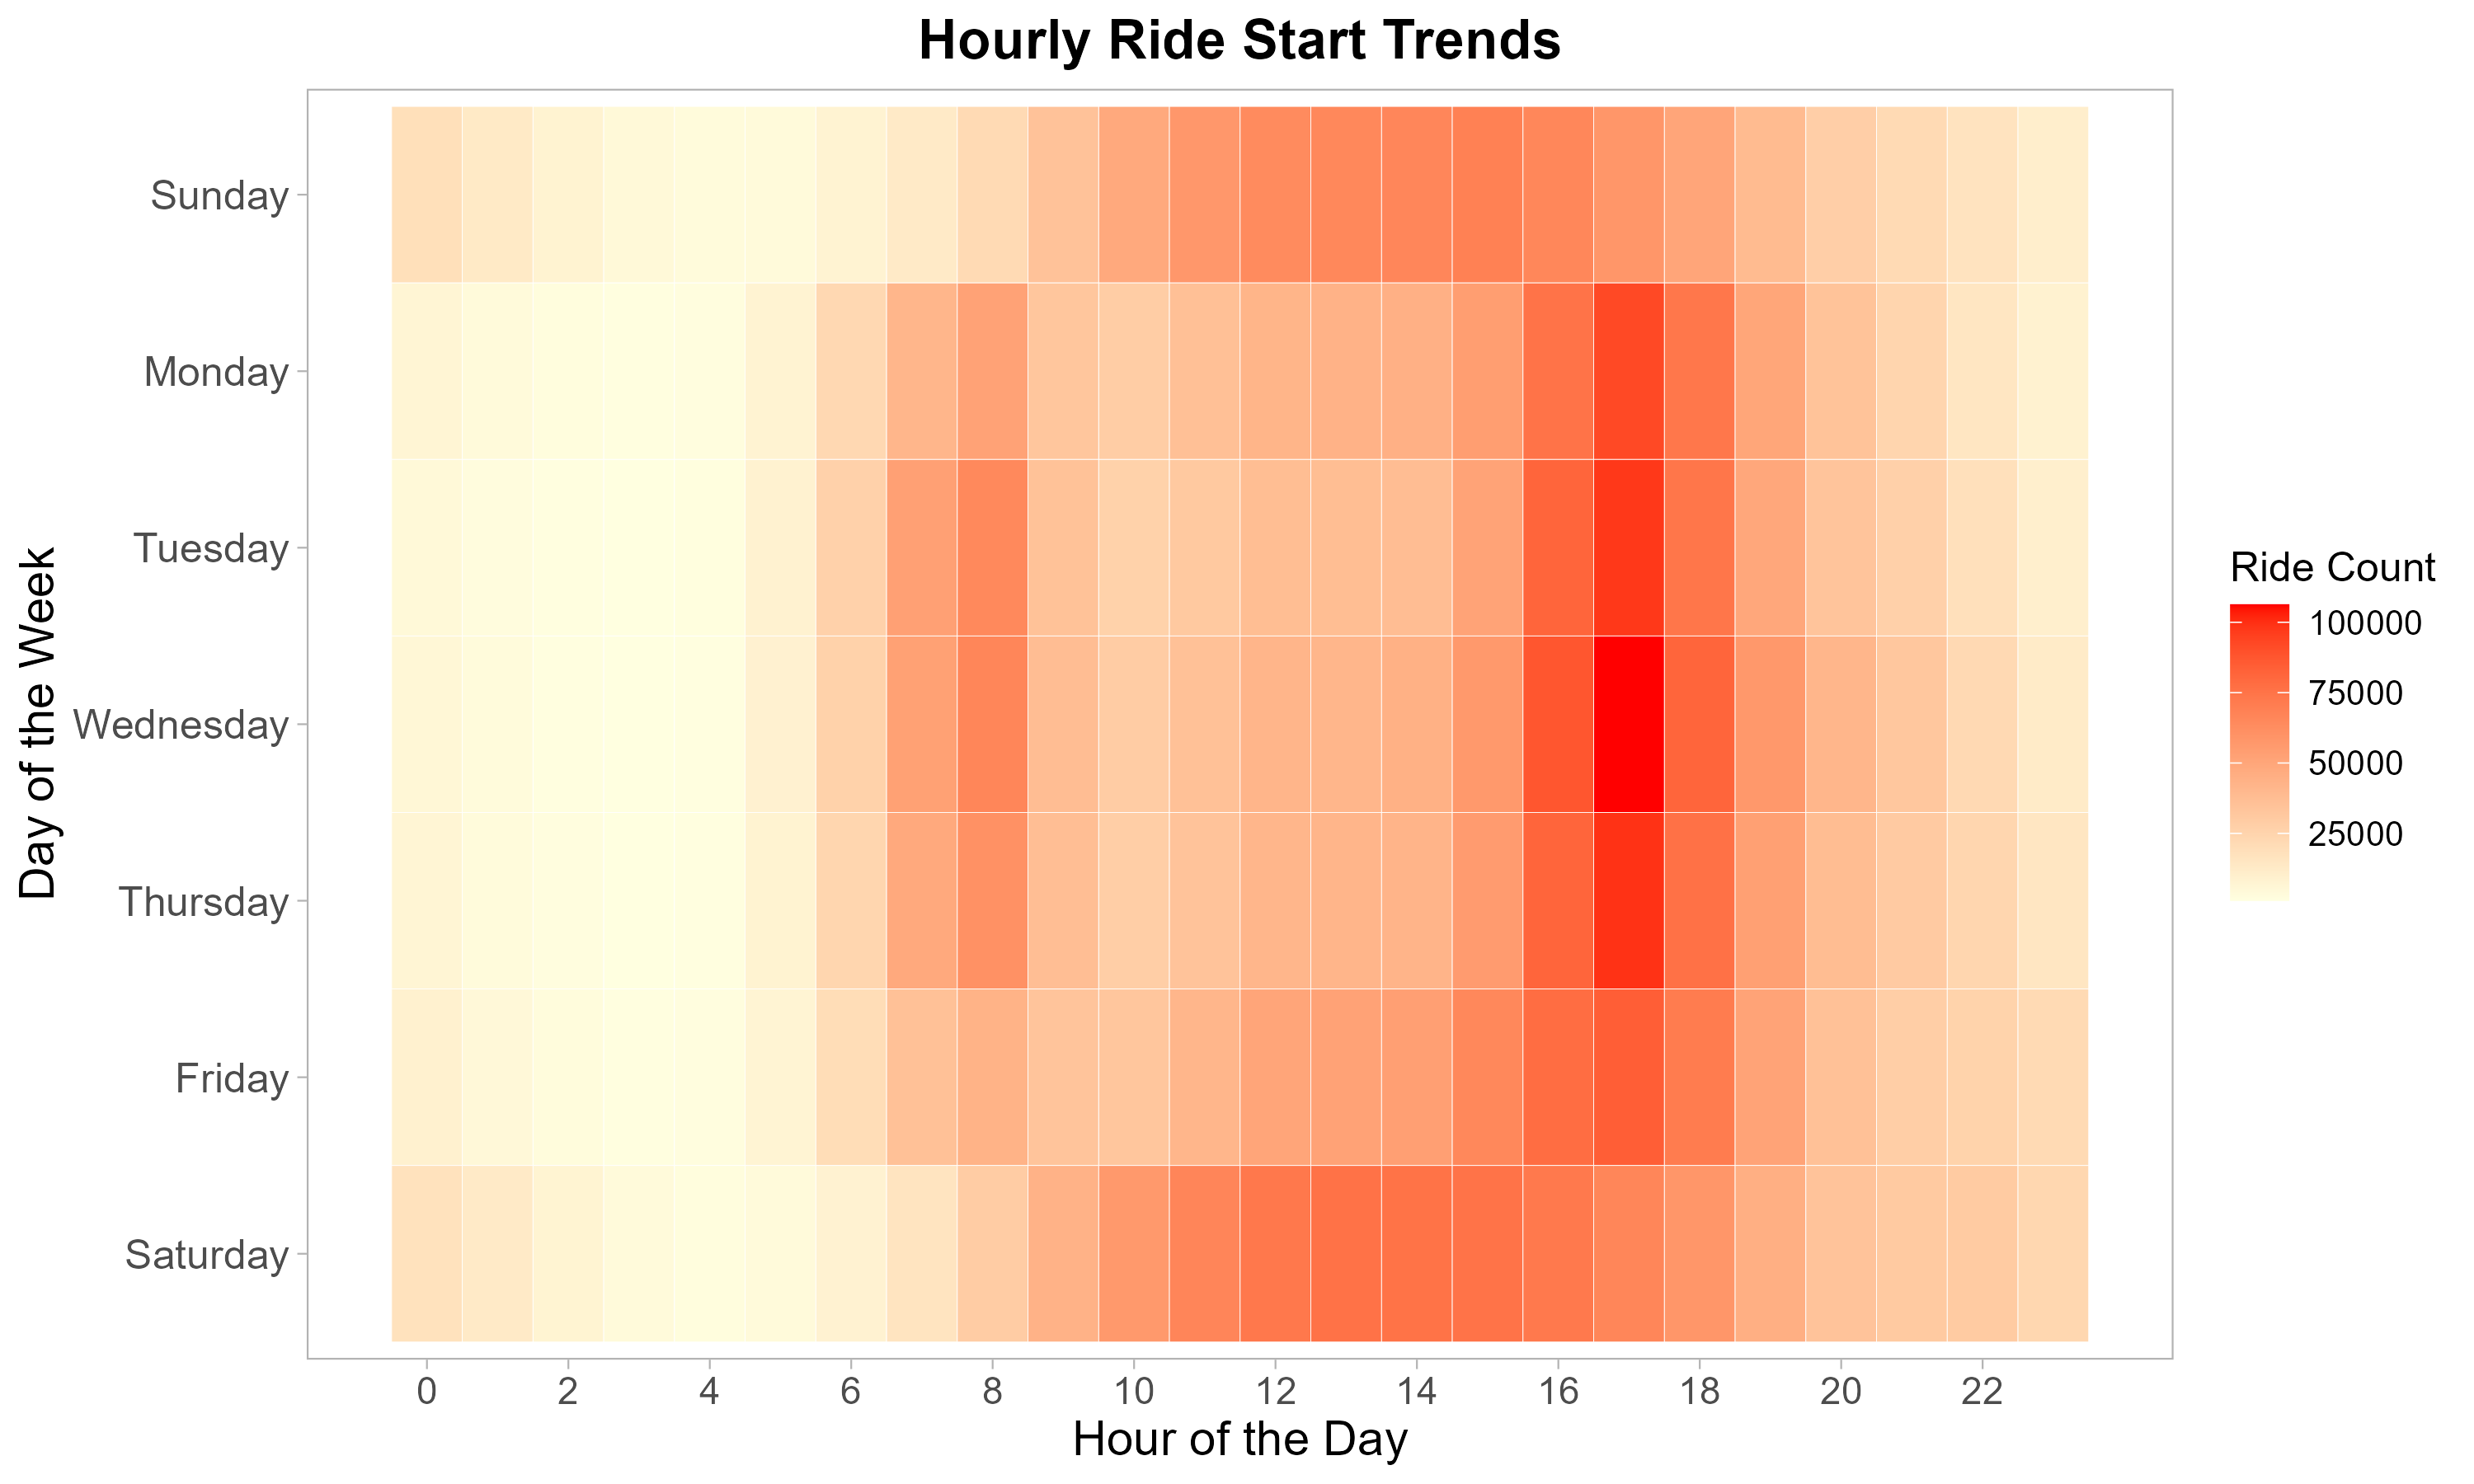 Hourly Ride Start Trends
Day of the Week
Sunday
Monday
Tuesday
Wednesday
Thursday
Friday
Saturday
0 2 4 6 8 10 12 14 16 18 20 22
Hour of the Day
Ride Count
100000
75000
50000
25000